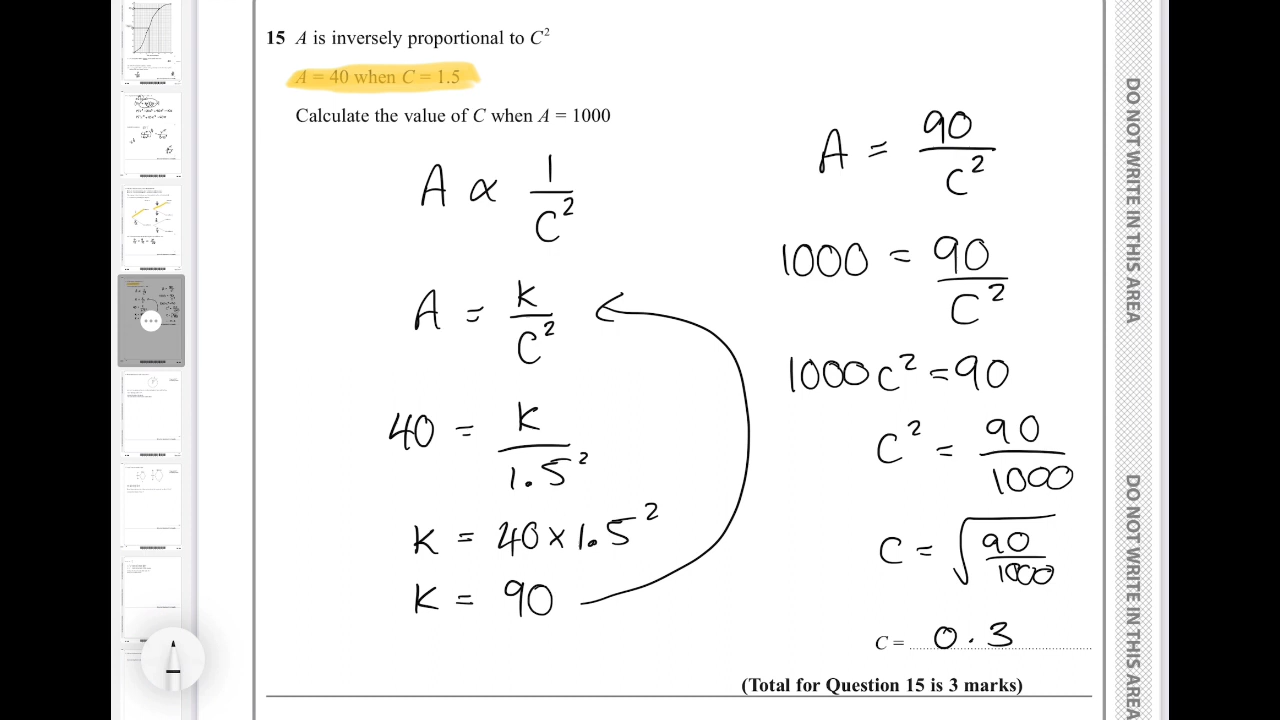 15 A is inversely proportional to C²
A = 40 when C = 1.5
Calculate the value of C when A = 1000
A ∝ 1/C²
A = K/C²
40 = K/1.5²
K = 40 × 1.5²
K = 90
A = 90/C²
1000 = 90/C²
1000C² = 90
C² = 90/1000
C = √(90/1000)
C = 0.3
(Total for Question 15 is 3 marks)
DO NOT WRITE IN THIS AREA
DO NOT WRITE IN THIS AREA